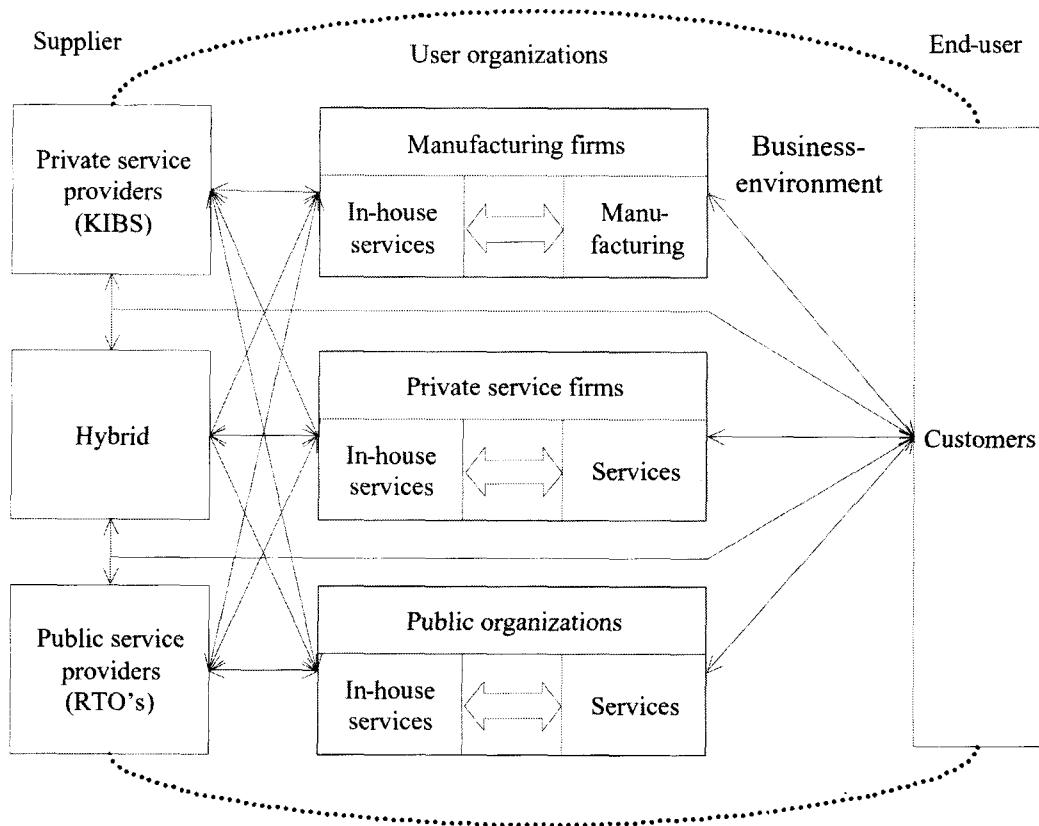 Supplier
User organizations
End-user
Private service
providers
(KIBS)
Manufacturing firms
In-house
services
Manu-
facturing
Business-
environment
Hybrid
Private service firms
In-house
services
Services
Customers
Public service
providers
(RTO's)
Public organizations
In-house
services
Services